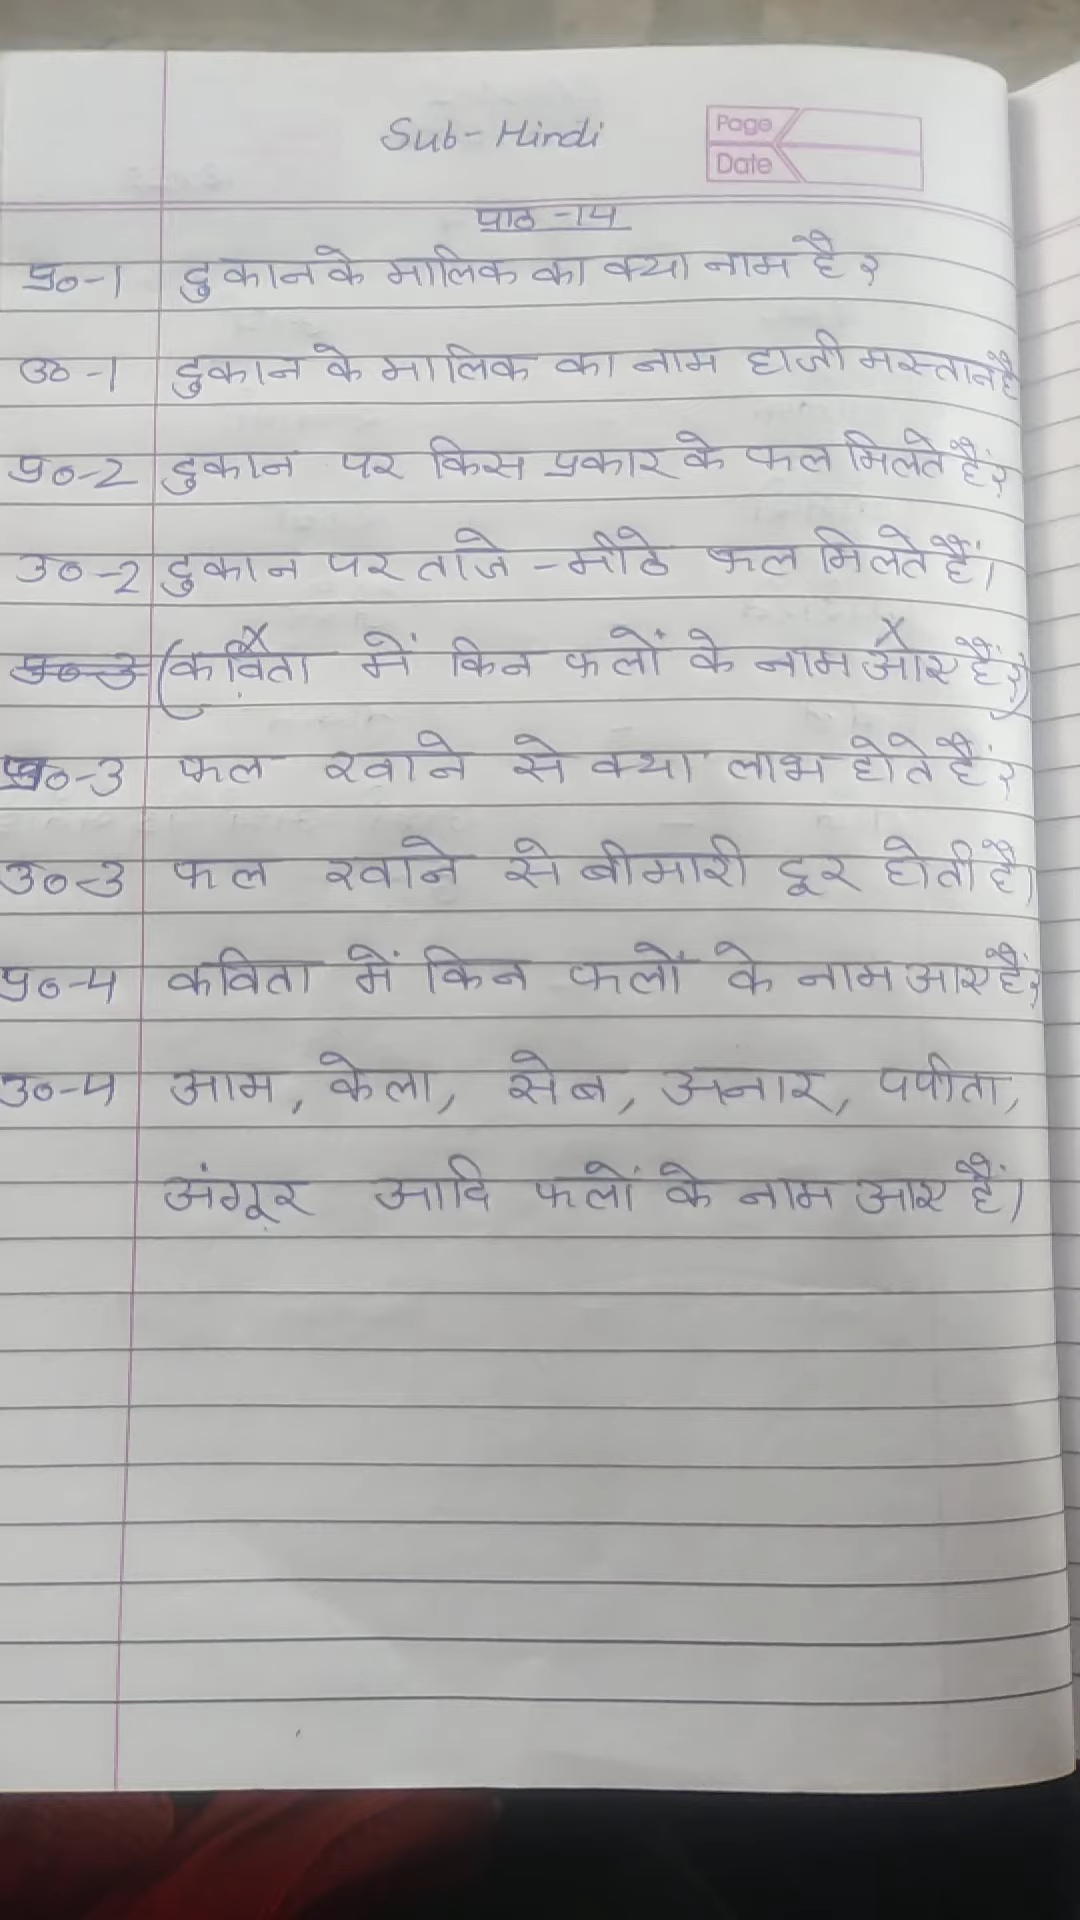 Sub- Hindi
Page
Date
पाठ -14
प्र०-1 दुकान के मालिक का क्या नाम है?
उ०-1 दुकान के मालिक का नाम हाजी मस्तान है
प्र०-2 दुकान पर किस प्रकार के फल मिलते हैं?
उ०-2 दुकान पर ताजे -मीठे फल मिलते हैं।
प्र०-3 (कविता में किन फलों के नाम आए हैं?)
प्र०-3 फल खाने से क्या लाभ होते हैं?
उ०-3 फल खाने से बीमारी दूर होती है।
प्र०-4 कविता में किन फलों के नाम आए हैं?
उ०-4 आम, केला, सेब, अनार, पपीता,
अंगूर आदि फलों के नाम आए हैं।